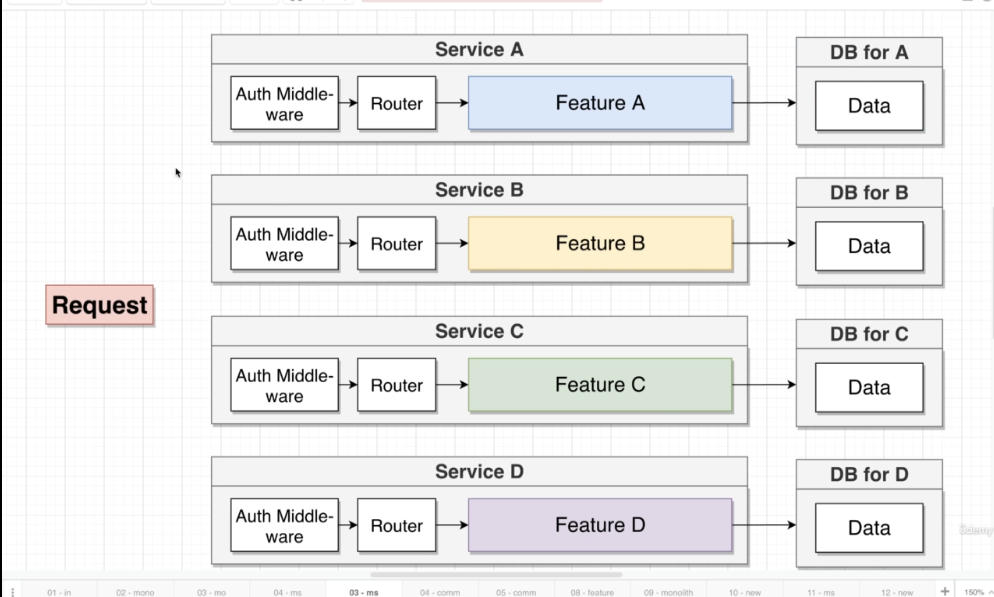 Service A
DB for A
Auth Middle-
ware
Router
Feature A
Data
Service B
DB for B
Auth Middle-
ware
Router
Feature B
Data
Request
Service C
DB for C
Auth Middle-
ware
Router
Feature C
Data
Service D
DB for D
Auth Middle-
ware
Router
Feature D
Data
Udemy
01 - in
02 - mono
03 - mo
04 - ms
03 - ms
04 - comm
05 - comm
08 - feature
09 - monolith
10 - new
11 - ms
12 - new
150%